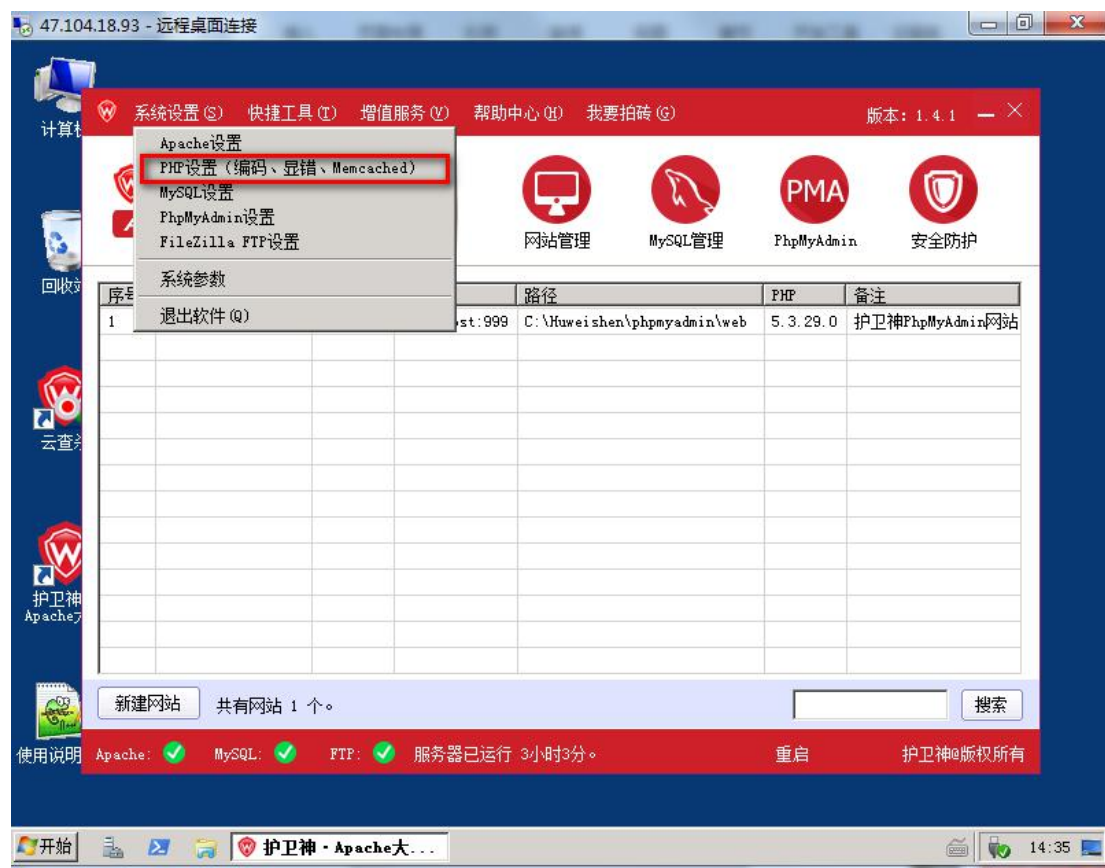 47.104.18.93 - 远程桌面连接
系统设置(S) 快捷工具(T) 增值服务(V) 帮助中心(H) 我要拍砖(G) 版本: 1.4.1
Apache设置
PHP设置（编码、显错、Memcached）
MySQL设置
PhpMyAdmin设置
FileZilla FTP设置
系统参数
退出软件(Q)
PMA
网站管理 MySQL管理 PhpMyAdmin 安全防护
序号 路径 PHP 备注
1 st:999 C:\Huweishen\phpmyadmin\web 5.3.29.0 护卫神PhpMyAdmin网站
计算机
回收站
云查杀
护卫神
Apache大
使用说明
新建网站 共有网站 1 个。 搜索
Apache: MySQL: FTP: 服务器已运行 3小时3分。 重启 护卫神@版权所有
开始 护卫神·Apache大... 14:35